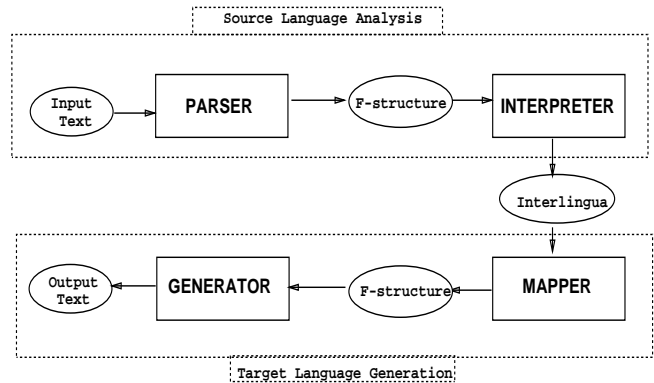 Source Language Analysis
Input
Text
PARSER
F-structure
INTERPRETER
Interlingua
Output
Text
GENERATOR
F-structure
MAPPER
Target Language Generation